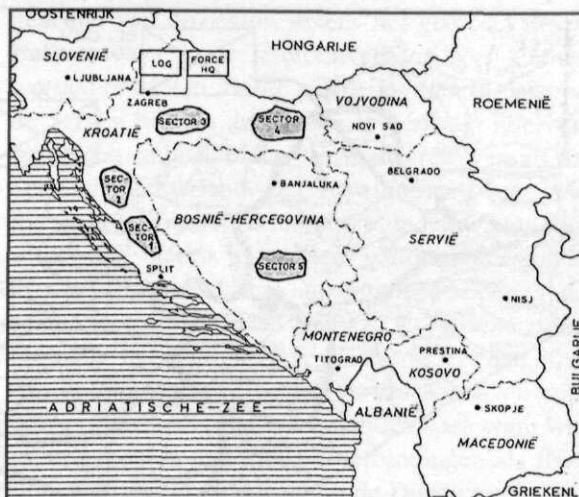 OOSTENRIJK
HONGARIJE
SLOVENIË
LJUBLJANA
LOG
FORCE
HQ
ZAGREB
VOJVODINA
NOVI SAD
ROEMENIË
KROATIË
SECTOR 3
SECTOR
4
BELGRADO
SEC-
TOR
2
BANJALUKA
BOSNIË-HERCEGOVINA
SEC-
TOR
1
SERVIË
SPLIT
SECTOR 5
NISJ
MONTENEGRO
TITOGRAD
PRESTINA
KOSOVO
BULGARIJE
ADRIATISCHE-ZEE
ALBANIË
SKOPJE
MACEDONIË
GRIEKENL